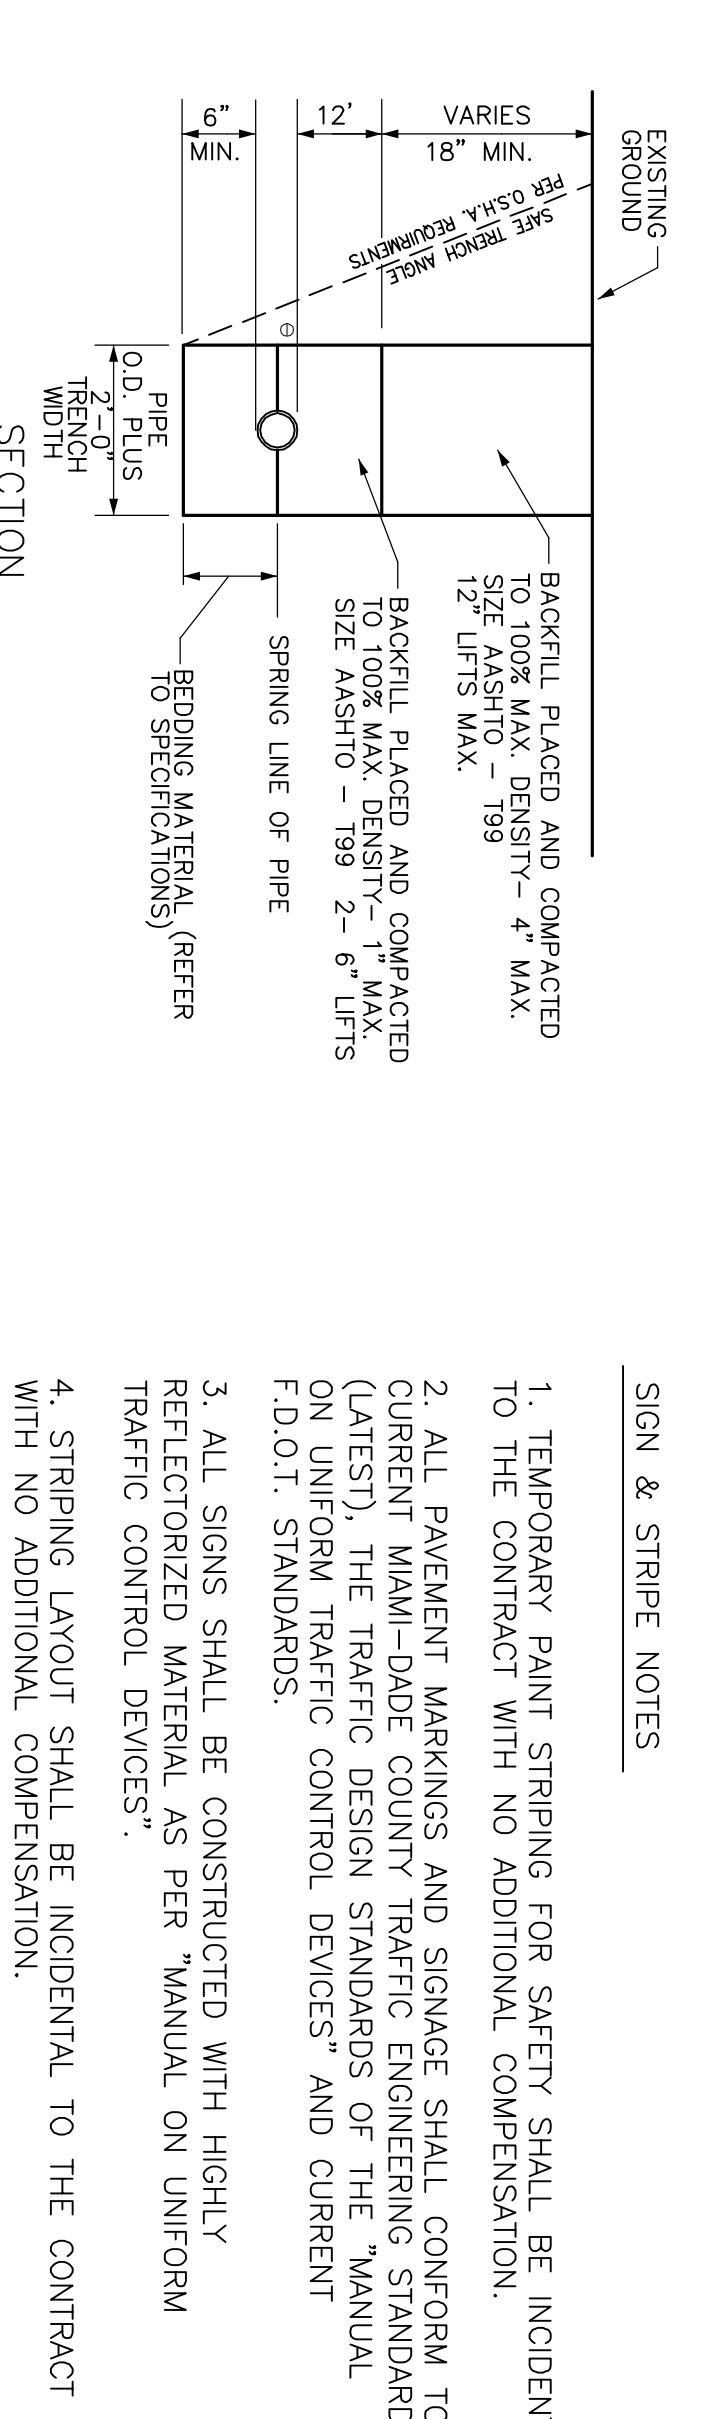 EXISTING
GROUND
VARIES
18" MIN.
12'
6"
MIN.
SAFE TRENCH ANGLE
PER O.S.H.A. REQUIRMENTS
BACKFILL PLACED AND COMPACTED
TO 100% MAX. DENSITY- 4" MAX.
SIZE AASHTO - T99
12" LIFTS MAX.
BACKFILL PLACED AND COMPACTED
TO 100% MAX. DENSITY- 1" MAX.
SIZE AASHTO - T99 2- 6" LIFTS
SPRING LINE OF PIPE
BEDDING MATERIAL (REFER
TO SPECIFICATIONS)
PIPE
O.D. PLUS
2'-0"
TRENCH
WIDTH
SECTION
SIGN & STRIPE NOTES
1. TEMPORARY PAINT STRIPING FOR SAFETY SHALL BE INCIDENT
TO THE CONTRACT WITH NO ADDITIONAL COMPENSATION.
2. ALL PAVEMENT MARKINGS AND SIGNAGE SHALL CONFORM TO
CURRENT MIAMI-DADE COUNTY TRAFFIC ENGINEERING STANDARD
(LATEST), THE TRAFFIC DESIGN STANDARDS OF THE "MANUAL
ON UNIFORM TRAFFIC CONTROL DEVICES" AND CURRENT
F.D.O.T. STANDARDS.
3. ALL SIGNS SHALL BE CONSTRUCTED WITH HIGHLY
REFLECTORIZED MATERIAL AS PER "MANUAL ON UNIFORM
TRAFFIC CONTROL DEVICES".
4. STRIPING LAYOUT SHALL BE INCIDENTAL TO THE CONTRACT
WITH NO ADDITIONAL COMPENSATION.